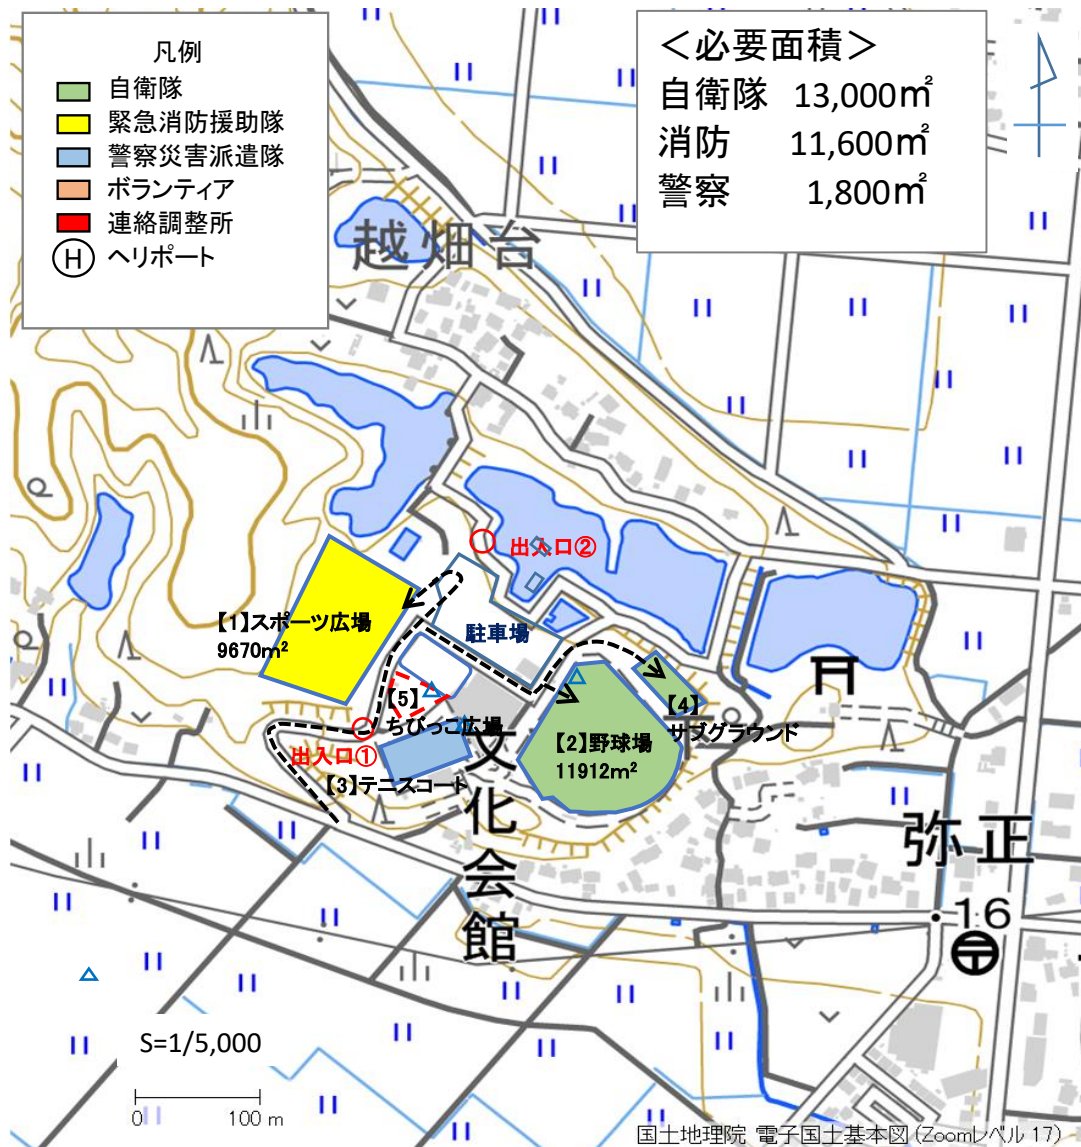 凡例
自衛隊
緊急消防援助隊
警察災害派遣隊
ボランティア
連絡調整所
H ヘリポート
＜必要面積＞
自衛隊 13,000㎡
消防 11,600㎡
警察 1,800㎡
越畑台
出入口②
【1】スポーツ広場
9670m²
駐車場
【5】
ちびっこ広場
【4】
サブグラウンド
【2】野球場
11912m²
出入口①
【3】テニスコート
文化会館
弥正
16
S=1/5,000
0 100 m
国土地理院 電子国土基本図 (Zoomレベル 17)